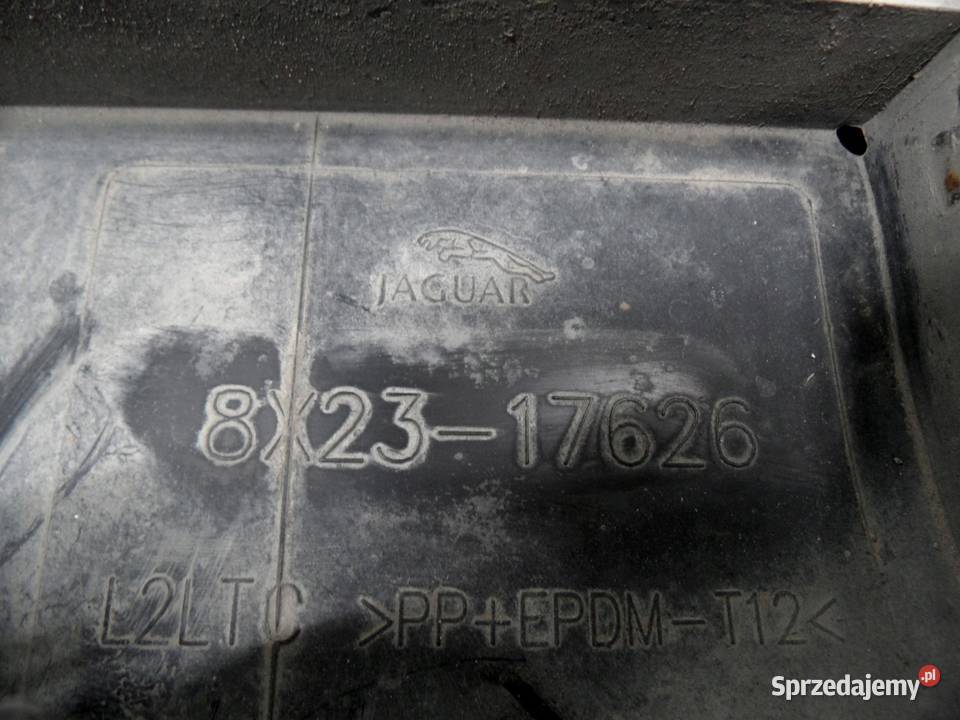 JAGUAR
8X23-17626
L2LTC >PP+EPDM-T12<
Sprzedajemy.pl